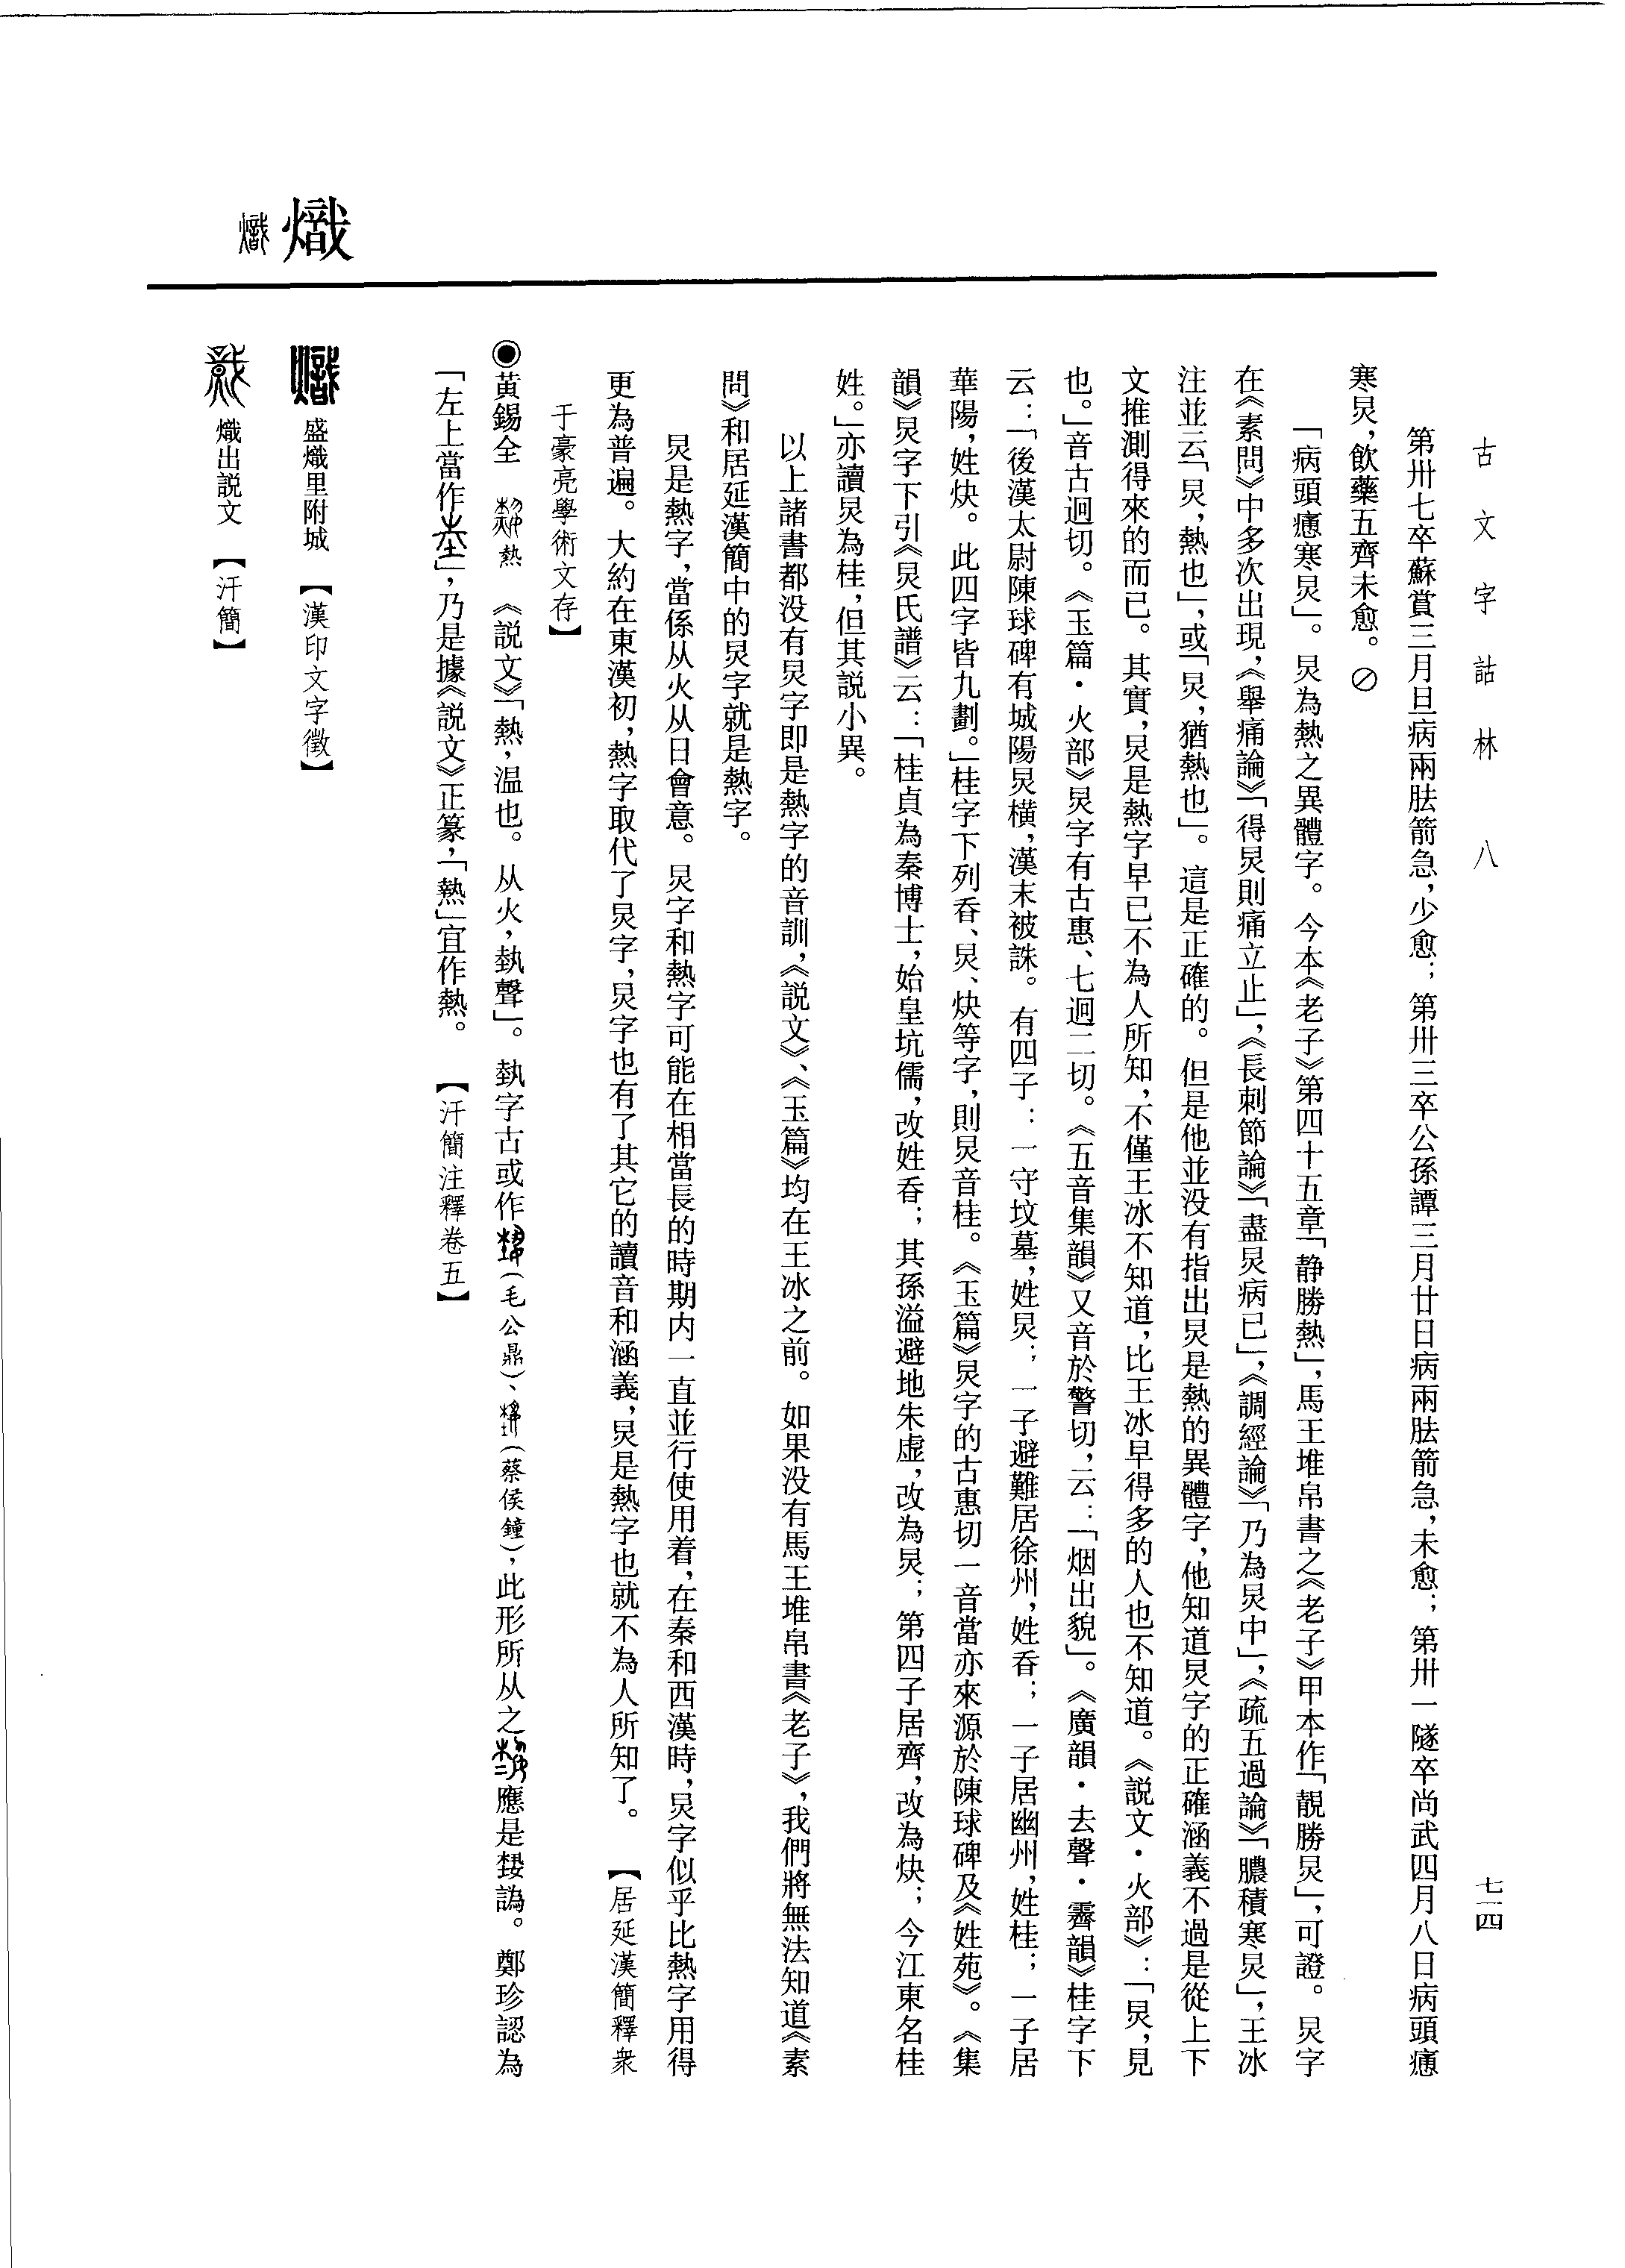 古文字詁林 八
七一四
第卅七卒蘇賞三月旦病兩胠箭急，少愈；第卅三卒公孫譚三月廿日病兩胠箭急，未愈；第卅一隧卒尚武四月八日病頭㾓
寒炅，飲藥五齊未愈。⊘
「病頭㾓寒炅」。炅為熱之異體字。今本《老子》第四十五章「静勝熱」，馬王堆帛書之《老子》甲本作「靚勝炅」，可證。炅字
在《素問》中多次出現，《舉痛論》「得炅則痛立止」，《長刺節論》「盡炅病已」，《調經論》「乃為炅中」，《疏五過論》「膿積寒炅」，王冰
注並云「炅，熱也」，或「炅，猶熱也」。這是正確的。但是他並没有指出炅是熱的異體字，他知道炅字的正確涵義不過是從上下
文推測得來的而已。其實，炅是熱字早已不為人所知，不僅王冰不知道，比王冰早得多的人也不知道。《説文·火部》：「炅，見
也。」音古迥切。《玉篇·火部》炅字有古惠、七迥二切。《五音集韻》又音於警切，云：「烟出貌」。《廣韻·去聲·霽韻》桂字下
云：「後漢太尉陳球碑有城陽炅横，漢末被誅。有四子：一守坟墓，姓炅；一子避難居徐州，姓香；一子居幽州，姓桂；一子居
華陽，姓炔。此四字皆九劃。」桂字下列香、炅、炔等字，則炅音桂。《玉篇》炅字的古惠切一音當亦來源於陳球碑及《姓苑》。《集
韻》炅字下引《炅氏譜》云：「桂貞為秦博士，始皇坑儒，改姓香；其孫溢避地朱虛，改為炅；第四子居齊，改為炔；今江東名桂
姓。」亦讀炅為桂，但其説小異。
以上諸書都没有炅字即是熱字的音訓，《説文》、《玉篇》均在王冰之前。如果没有馬王堆帛書《老子》，我們將無法知道《素
問》和居延漢簡中的炅字就是熱字。
炅是熱字，當係从火从日會意。炅字和熱字可能在相當長的時期内一直並行使用着，在秦和西漢時，炅字似乎比熱字用得
更為普遍。大約在東漢初，熱字取代了炅字，炅字也有了其它的讀音和涵義，炅是熱字也就不為人所知了。【居延漢簡釋衆
于豪亮學術文存】
◉黄錫全 熱 《説文》「熱，温也。从火，埶聲」。埶字古或作（毛公鼎）、（蔡侯鐘），此形所从之應是埶譌。鄭珍認為
「左上當作」，乃是據《説文》正篆，「熱」宜作熱。【汗簡注釋卷五】
熾
盛熾里附城 【漢印文字徵】
熾出説文 【汗簡】